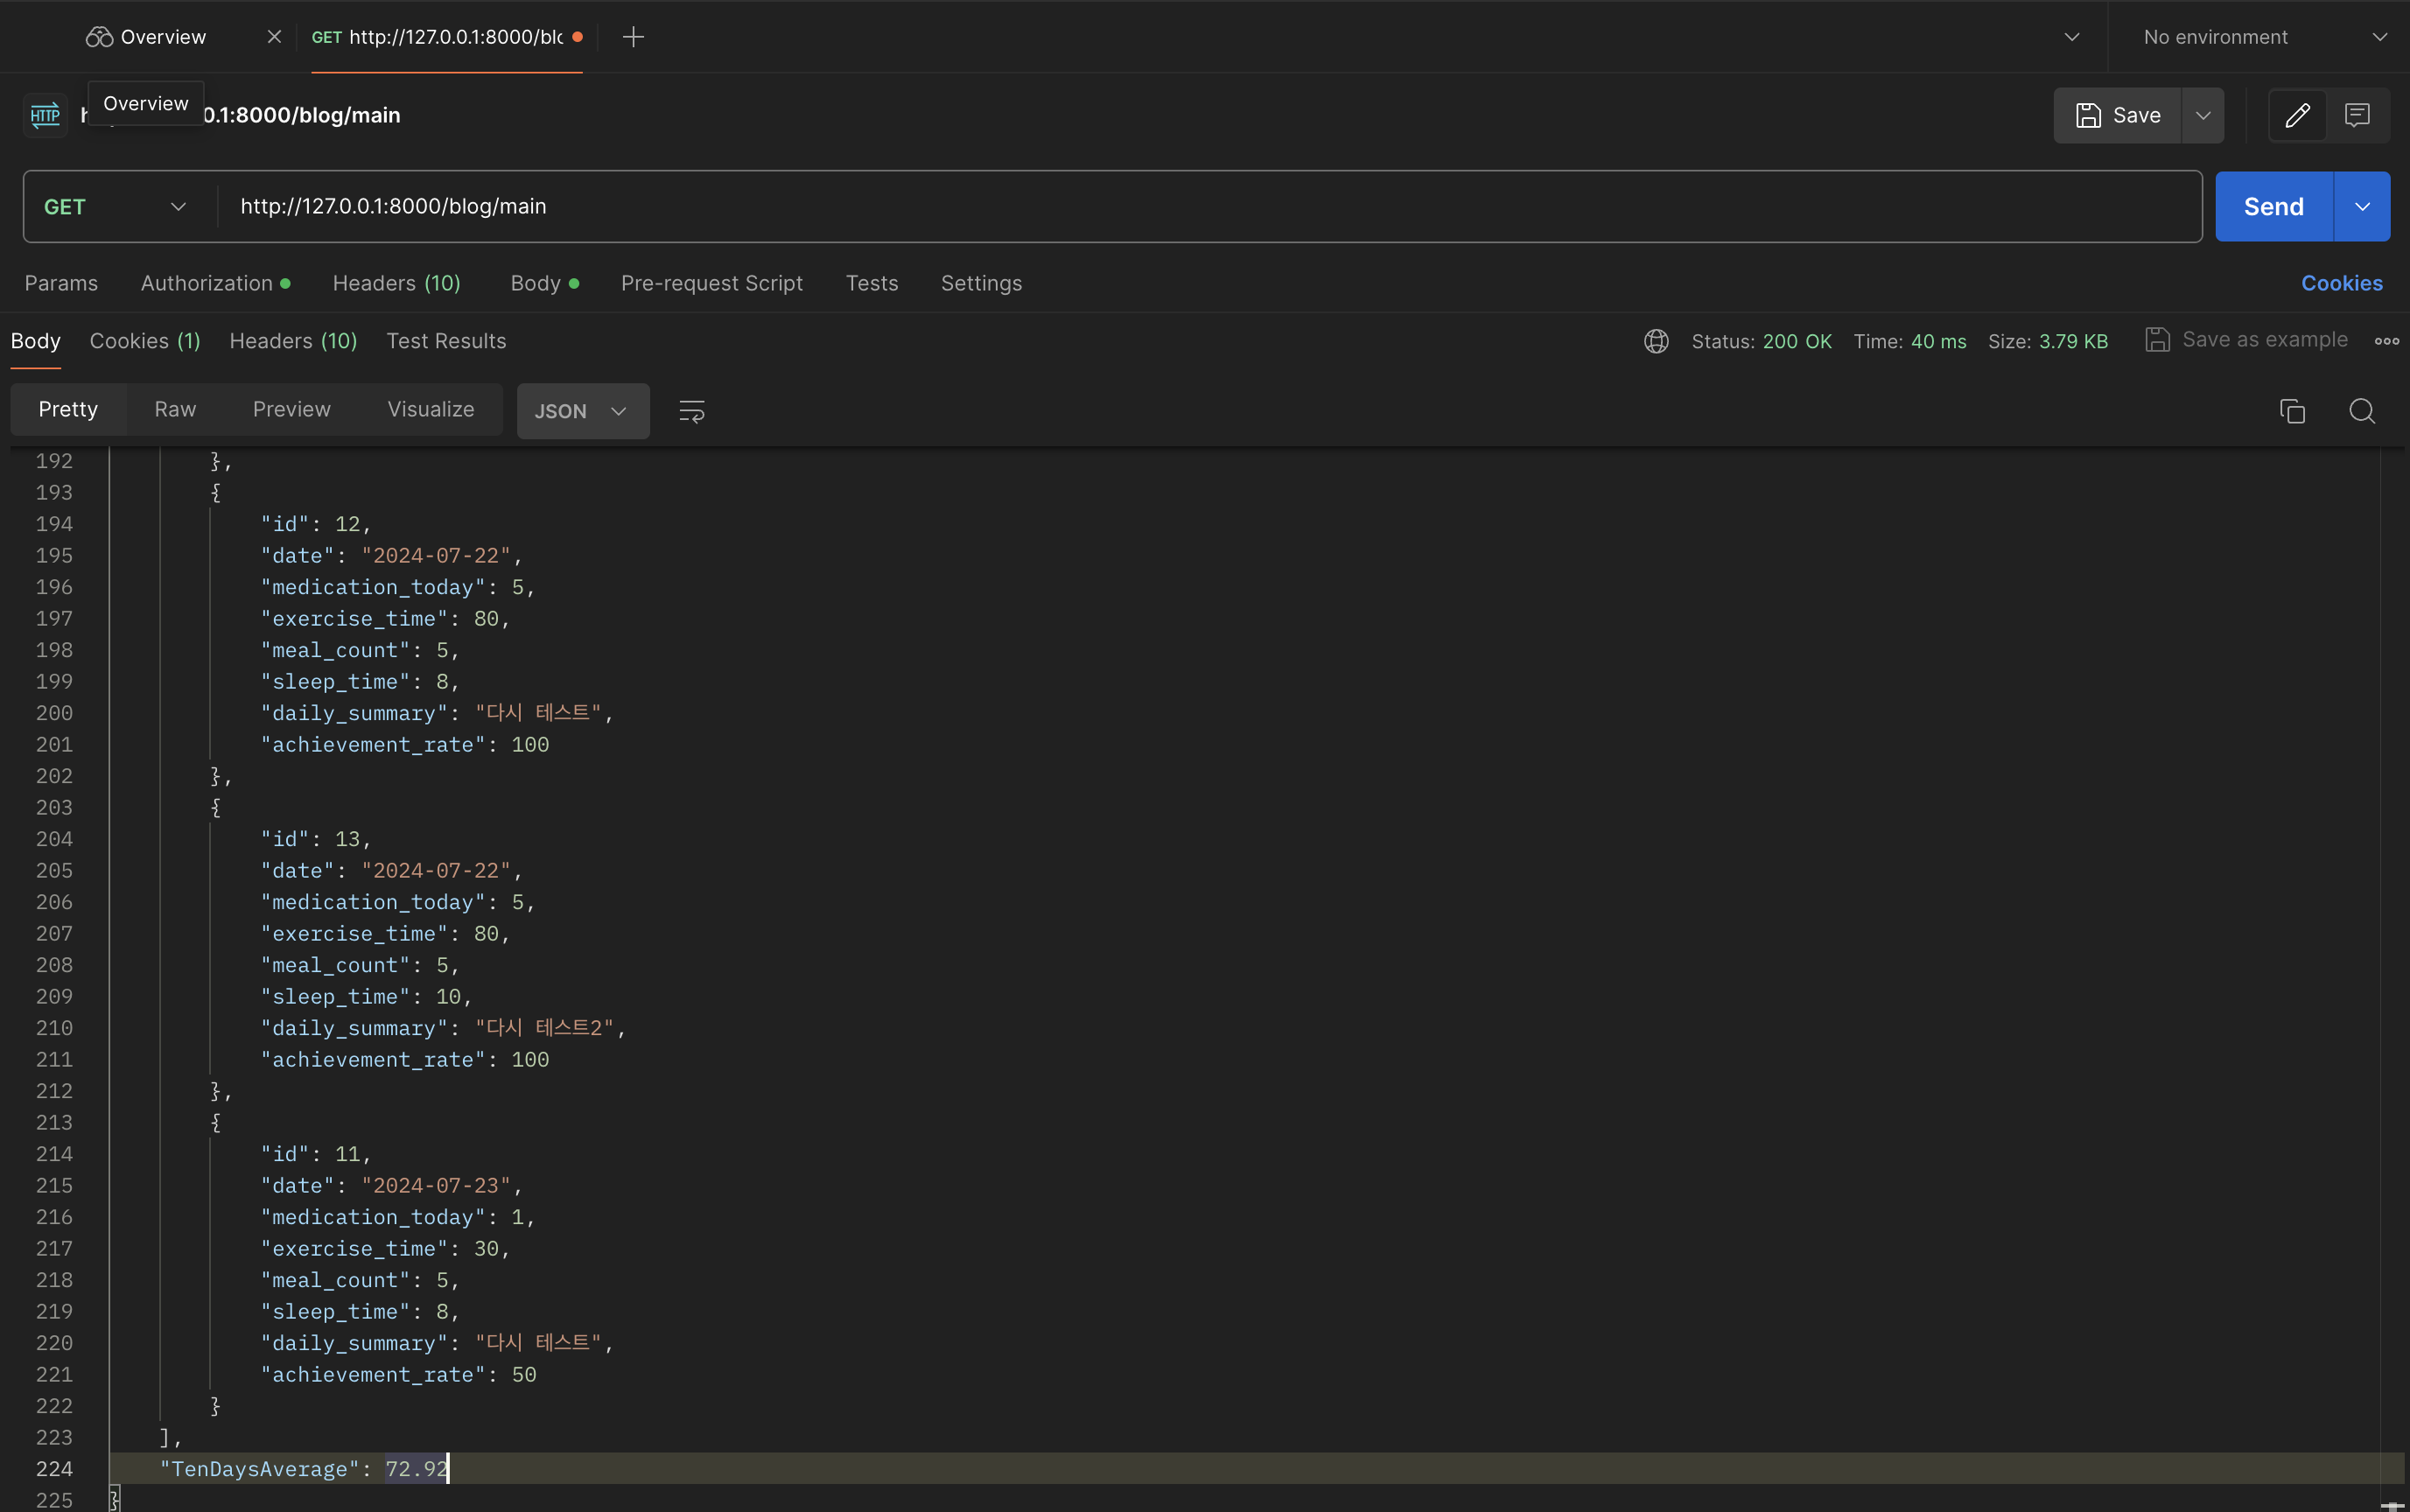 Overview
GET http://127.0.0.1:8000/blc
No environment
HTTP
Overview
0.1:8000/blog/main
Save
GET http://127.0.0.1:8000/blog/main
Send
Params Authorization Headers (10) Body Pre-request Script Tests Settings Cookies
Body Cookies (1) Headers (10) Test Results Status: 200 OK Time: 40 ms Size: 3.79 KB Save as example
Pretty Raw Preview Visualize JSON
192 },
193 {
194 "id": 12,
195 "date": "2024-07-22",
196 "medication_today": 5,
197 "exercise_time": 80,
198 "meal_count": 5,
199 "sleep_time": 8,
200 "daily_summary": "다시 테스트",
201 "achievement_rate": 100
202 },
203 {
204 "id": 13,
205 "date": "2024-07-22",
206 "medication_today": 5,
207 "exercise_time": 80,
208 "meal_count": 5,
209 "sleep_time": 10,
210 "daily_summary": "다시 테스트2",
211 "achievement_rate": 100
212 },
213 {
214 "id": 11,
215 "date": "2024-07-23",
216 "medication_today": 1,
217 "exercise_time": 30,
218 "meal_count": 5,
219 "sleep_time": 8,
220 "daily_summary": "다시 테스트",
221 "achievement_rate": 50
222 }
223 ],
224 "TenDaysAverage": 72.92
225 }